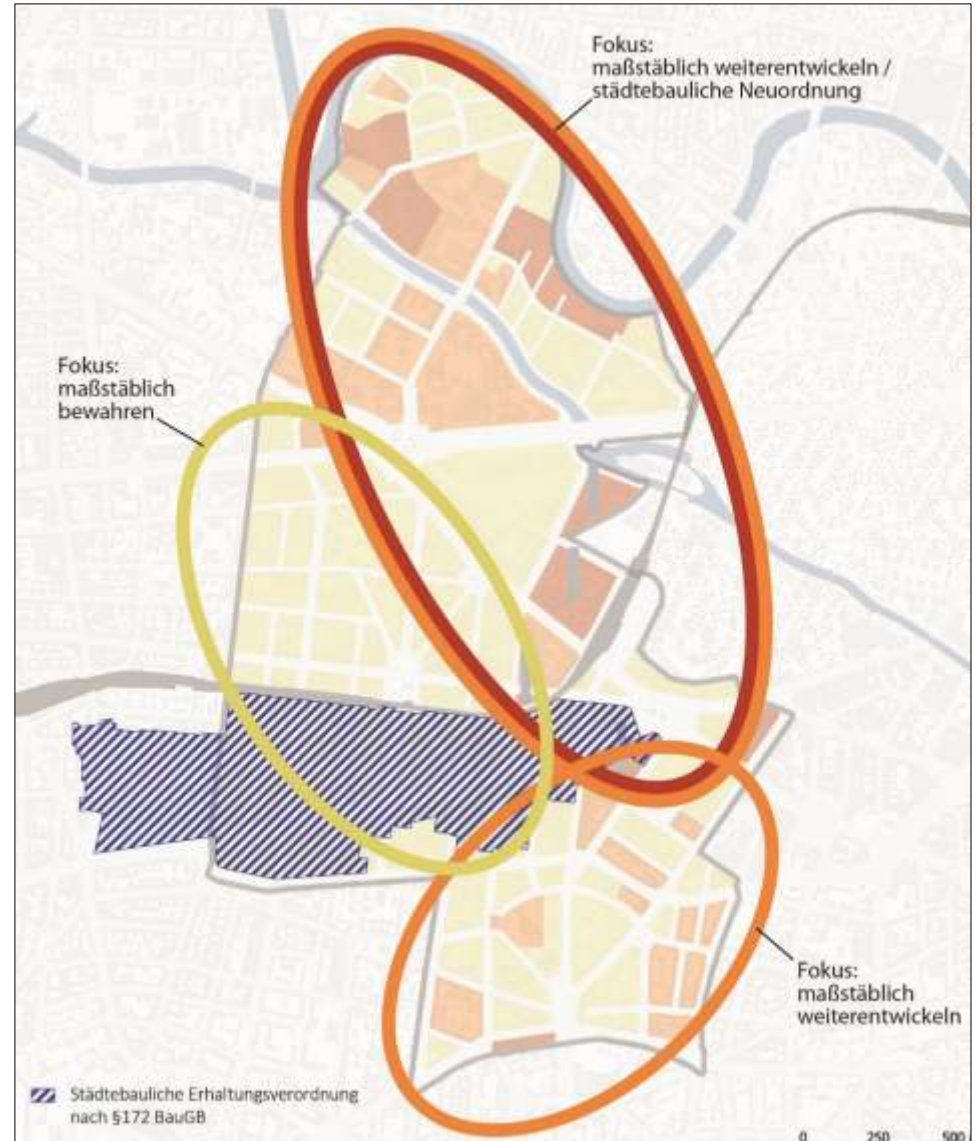 Fokus:
maßstäblich weiterentwickeln /
städtebauliche Neuordnung
Fokus:
maßstäblich
bewahren
Fokus:
maßstäblich
weiterentwickeln
Städtebauliche Erhaltungsverordnung
nach §172 BauGB
0 250 500